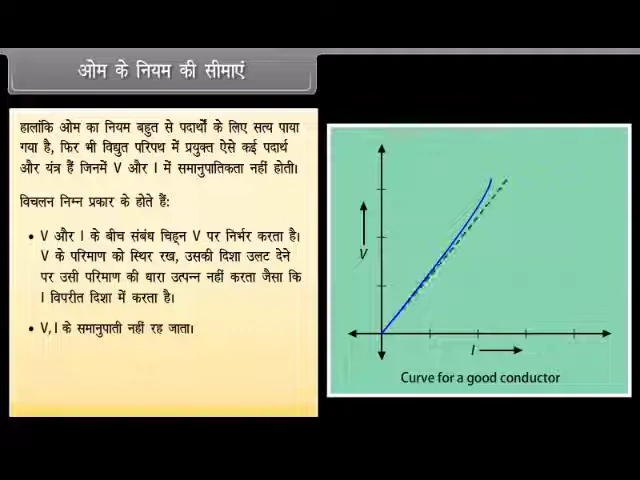 ओम के नियम की सीमाएं
हालांकि ओम का नियम बहुत से पदार्थों के लिए सत्य पाया
गया है, फिर भी विद्युत परिपथ में प्रयुक्त ऐसे कई पदार्थ
और यंत्र हैं जिनमें V और I में समानुपातिकता नहीं होती।
विचलन निम्न प्रकार के होते हैं:
• V और I के बीच संबंध चिह्न V पर निर्भर करता है।
V के परिमाण को स्थिर रख, उसकी दिशा उलट देने
पर उसी परिमाण की धारा उत्पन्न नहीं करता जैसा कि
I विपरीत दिशा में करता है।
• V, I के समानुपाती नहीं रह जाता।
V
I
Curve for a good conductor